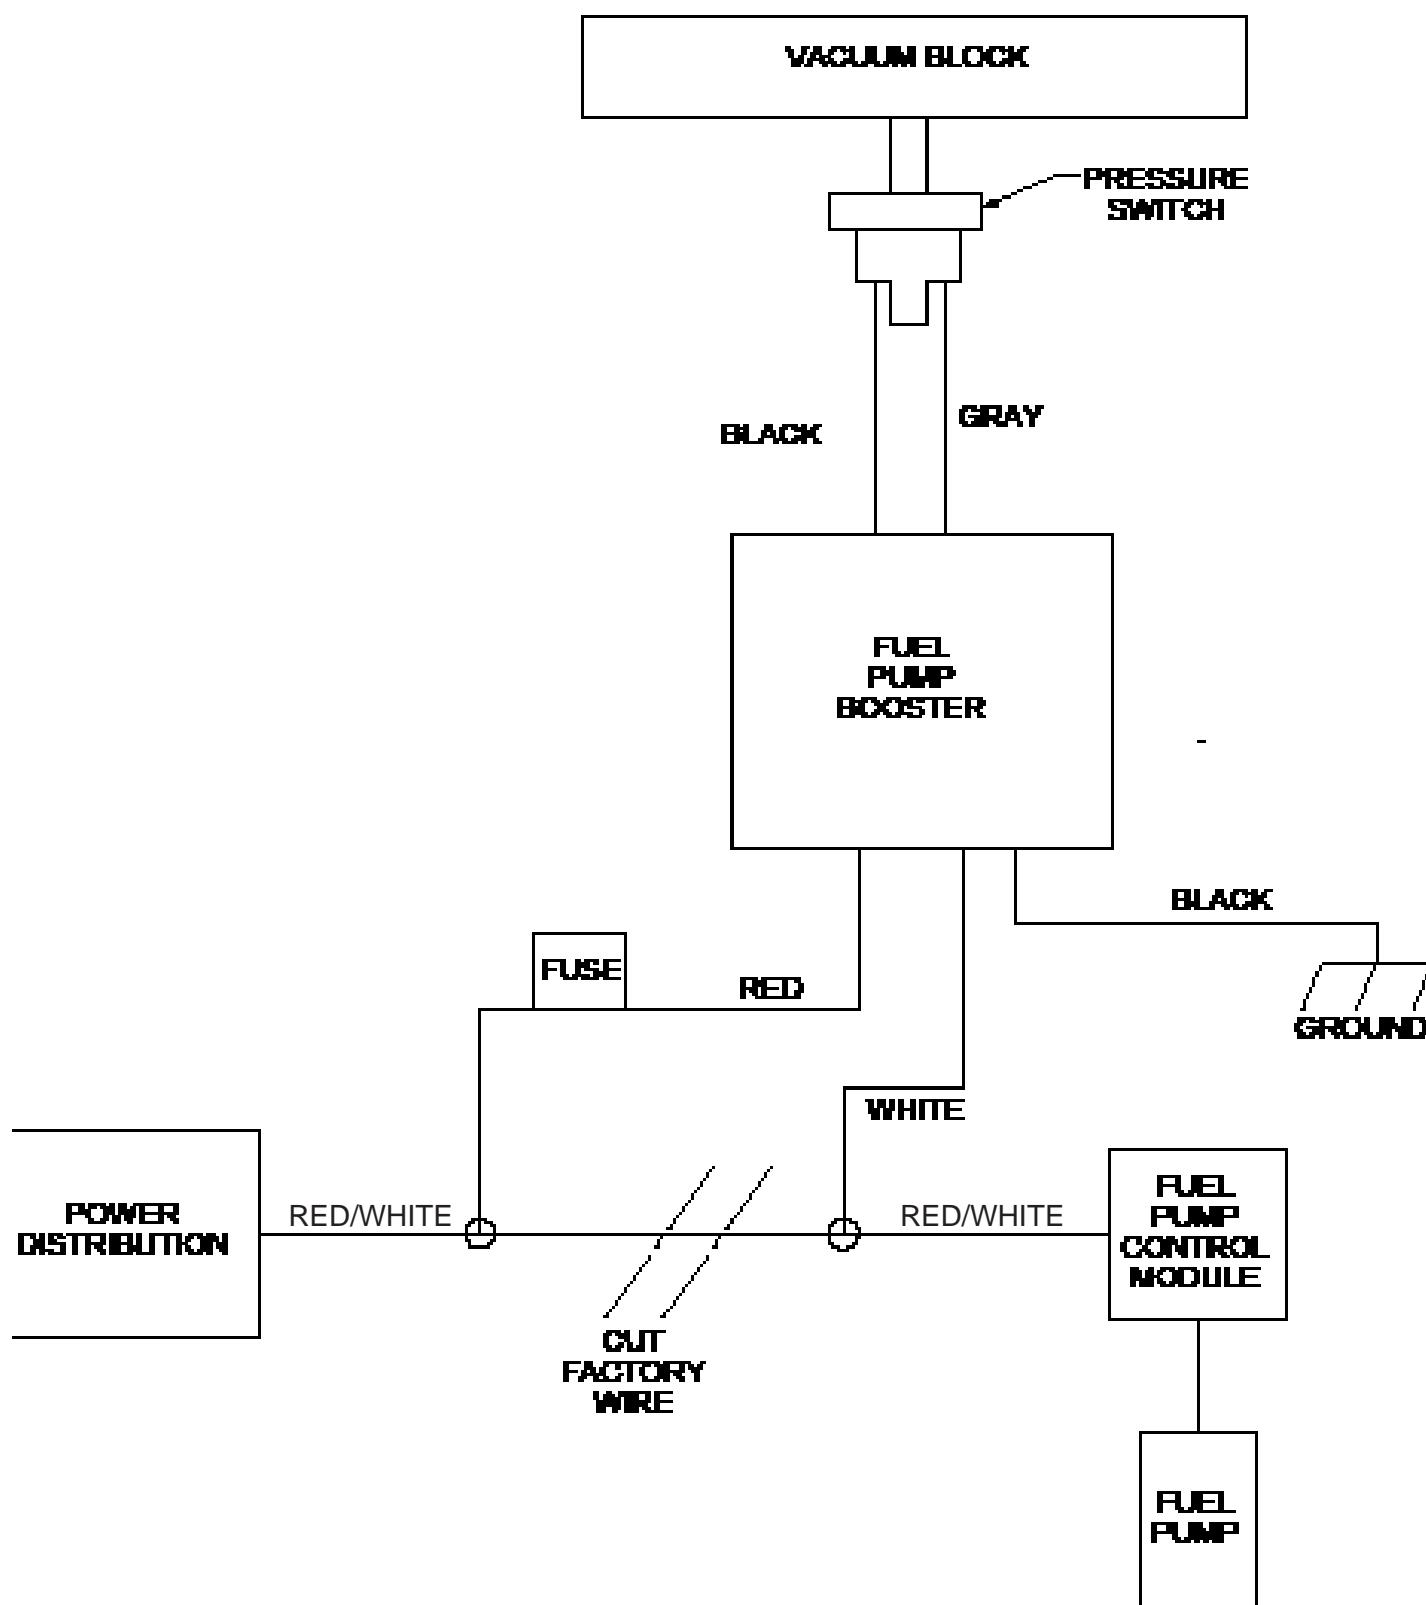 VACUUM BLOCK
PRESSURE
SWITCH
BLACK
GRAY
FUEL
PUMP
BOOSTER
BLACK
FUSE
RED
GROUND
WHITE
POWER
DISTRIBUTION
RED/WHITE
RED/WHITE
FUEL
PUMP
CONTROL
MODULE
CUT
FACTORY
WIRE
FUEL
PUMP